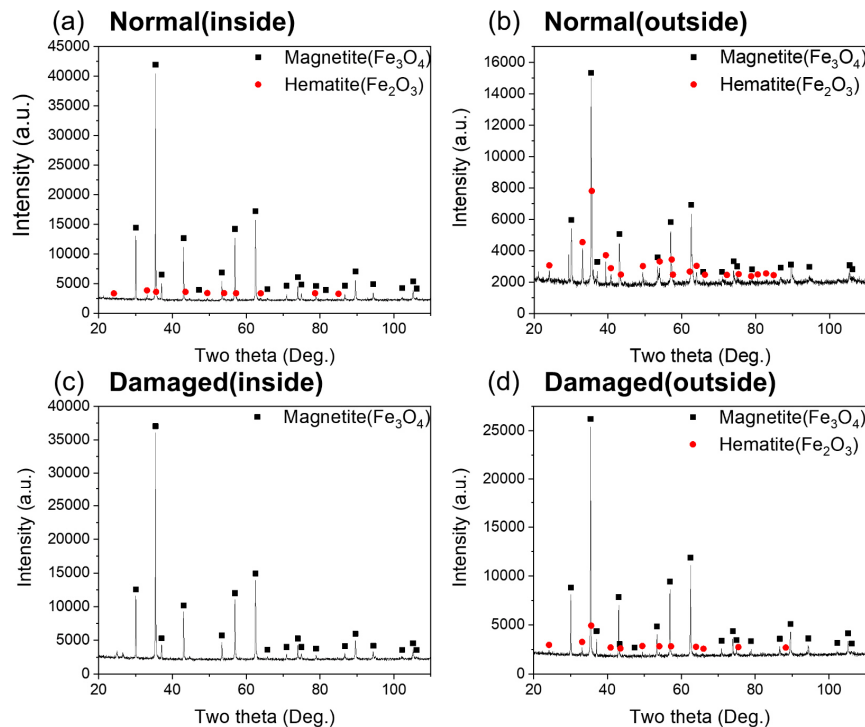 (a) Normal(inside)
45000
40000
35000
30000
25000
20000
15000
10000
5000
0
Intensity (a.u.)
Magnetite(Fe₃O₄)
Hematite(Fe₂O₃)
20 40 60 80 100
Two theta (Deg.)
(b) Normal(outside)
16000
14000
12000
10000
8000
6000
4000
2000
0
Intensity (a.u.)
Magnetite(Fe₃O₄)
Hematite(Fe₂O₃)
20 40 60 80 100
Two theta (Deg.)
(c) Damaged(inside)
40000
35000
30000
25000
20000
15000
10000
5000
0
Intensity (a.u.)
Magnetite(Fe₃O₄)
20 40 60 80 100
Two theta (Deg.)
(d) Damaged(outside)
25000
20000
15000
10000
5000
0
Intensity (a.u.)
Magnetite(Fe₃O₄)
Hematite(Fe₂O₃)
20 40 60 80 100
Two theta (Deg.)